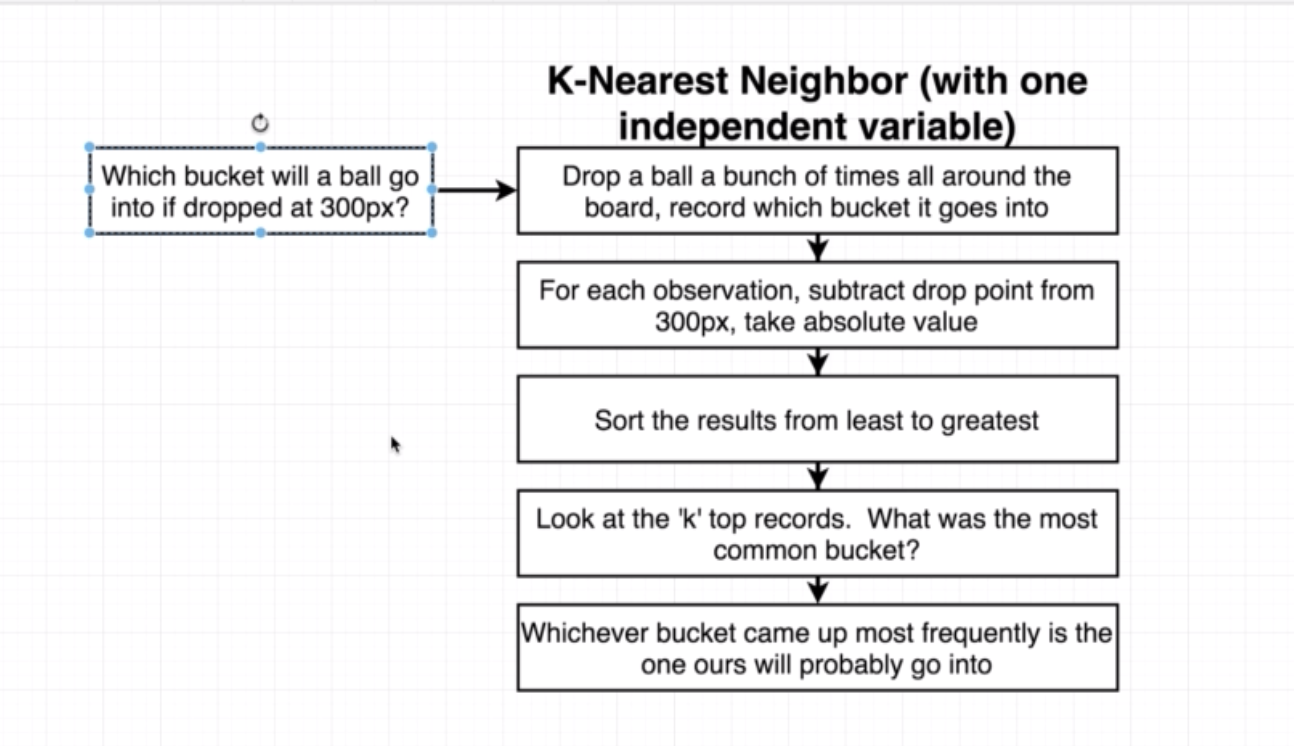 K-Nearest Neighbor (with one
independent variable)
Which bucket will a ball go
into if dropped at 300px?
Drop a ball a bunch of times all around the
board, record which bucket it goes into
For each observation, subtract drop point from
300px, take absolute value
Sort the results from least to greatest
Look at the 'k' top records.  What was the most
common bucket?
Whichever bucket came up most frequently is the
one ours will probably go into